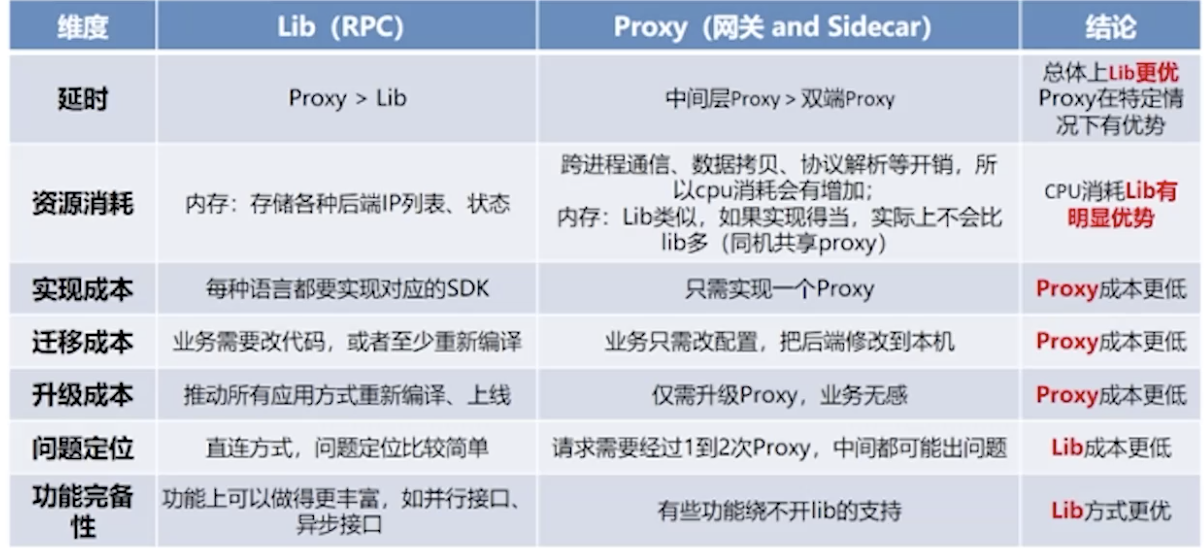 维度
Lib（RPC）
Proxy（网关 and Sidecar）
结论
延时
Proxy > Lib
中间层Proxy > 双端Proxy
总体上Lib更优
Proxy在特定情
况下有优势
资源消耗
内存：存储各种后端IP列表、状态
跨进程通信、数据拷贝、协议解析等开销，所
以cpu消耗会有增加；
内存：Lib类似，如果实现得当，实际上不会比
lib多（同机共享proxy）
CPU消耗Lib有
明显优势
实现成本
每种语言都要实现对应的SDK
只需实现一个Proxy
Proxy成本更低
迁移成本
业务需要改代码，或者至少重新编译
业务只需改配置，把后端修改到本机
Proxy成本更低
升级成本
推动所有应用方式重新编译、上线
仅需升级Proxy，业务无感
Proxy成本更低
问题定位
直连方式，问题定位比较简单
请求需要经过1到2次Proxy，中间都可能出问题
Lib成本更低
功能完备
性
功能上可以做得更丰富，如并行接口、
异步接口
有些功能绕不开lib的支持
Lib方式更优